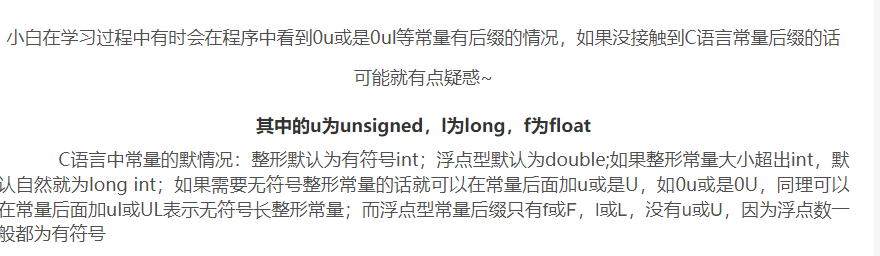 小白在学习过程中有时会在程序中看到0u或是0ul等常量有后缀的情况，如果没接触到C语言常量后缀的话
可能就有点疑惑~
其中的u为unsigned，l为long，f为float
C语言中常量的默情况：整形默认为有符号int；浮点型默认为double;如果整形常量大小超出int，默
认自然就为long int；如果需要无符号整形常量的话就可以在常量后面加u或是U，如0u或是0U，同理可以
在常量后面加ul或UL表示无符号长整形常量；而浮点型常量后缀只有f或F，l或L，没有u或U，因为浮点数一
般都为有符号